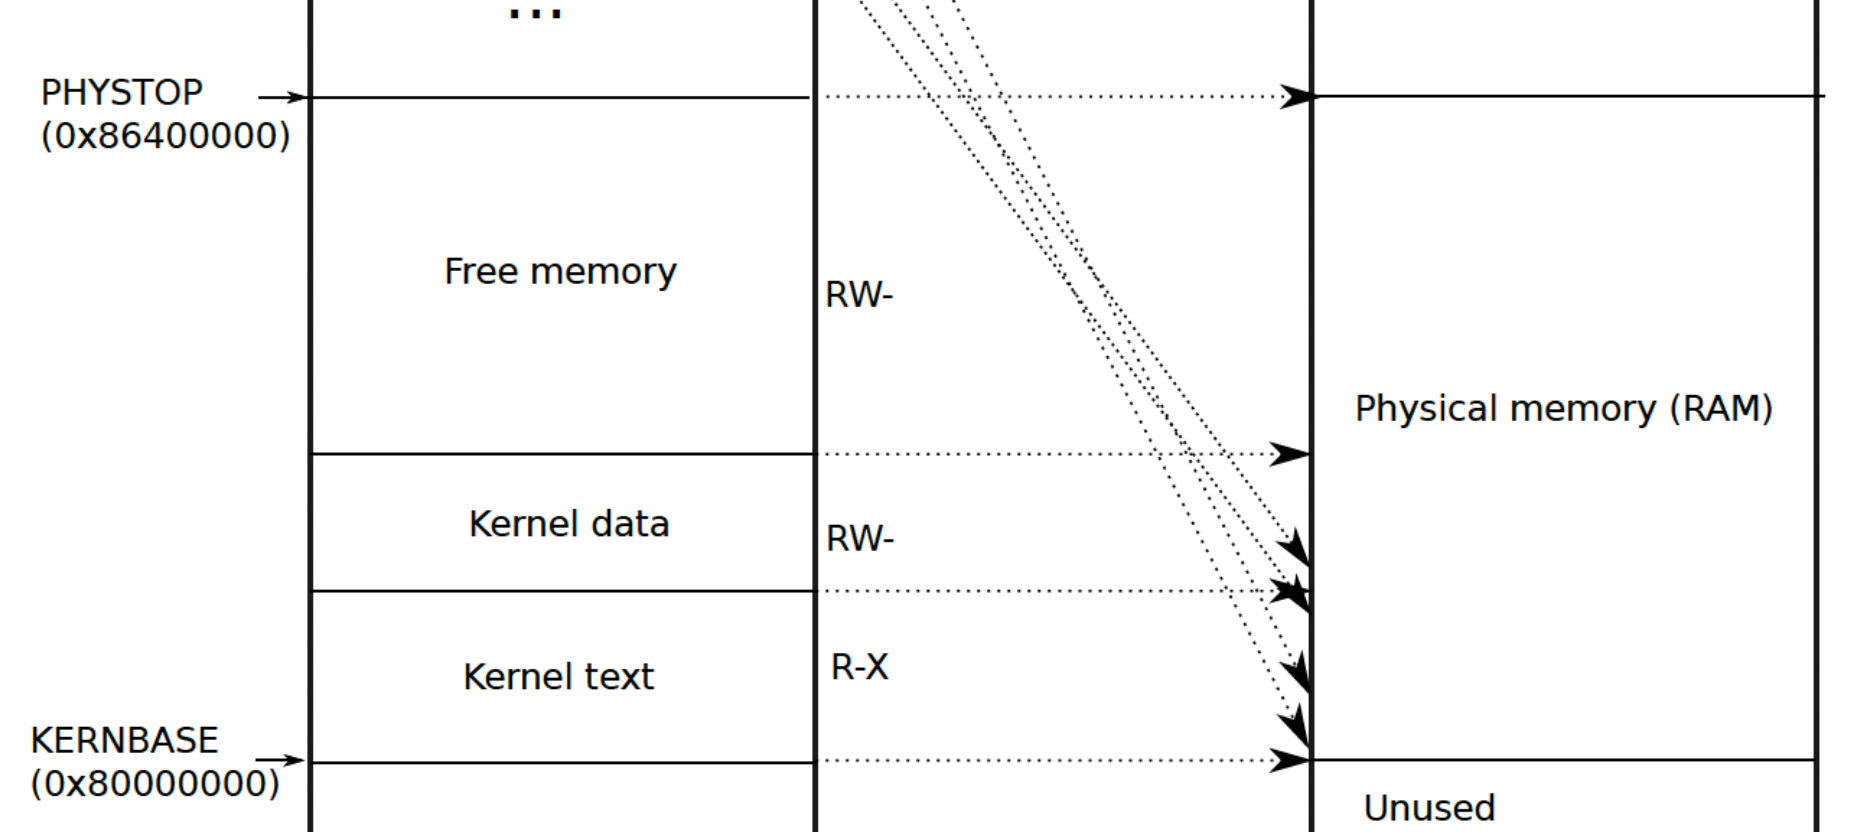 ...
PHYSTOP
(0x86400000)
Free memory
RW-
Physical memory (RAM)
Kernel data
RW-
Kernel text
R-X
KERNBASE
(0x80000000)
Unused